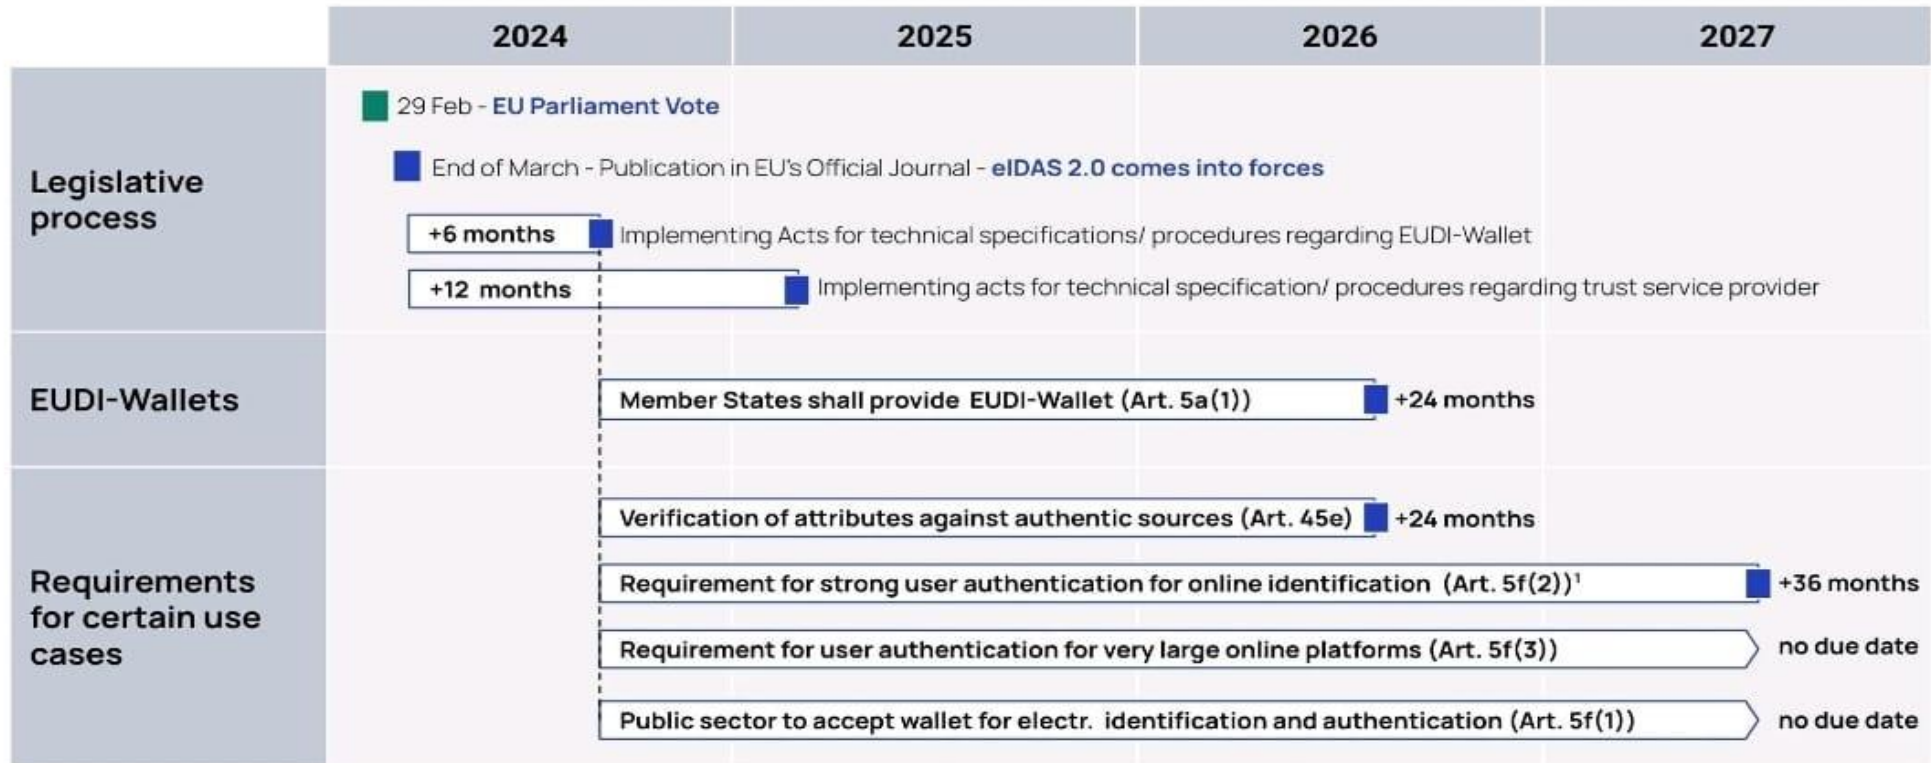 2024 2025 2026 2027
Legislative
process
29 Feb - EU Parliament Vote
End of March - Publication in EU's Official Journal - eIDAS 2.0 comes into forces
+6 months Implementing Acts for technical specifications/ procedures regarding EUDI-Wallet
+12 months Implementing acts for technical specification/ procedures regarding trust service provider
EUDI-Wallets
Member States shall provide EUDI-Wallet (Art. 5a(1)) +24 months
Requirements
for certain use
cases
Verification of attributes against authentic sources (Art. 45e) +24 months
Requirement for strong user authentication for online identification (Art. 5f(2))¹ +36 months
Requirement for user authentication for very large online platforms (Art. 5f(3)) no due date
Public sector to accept wallet for electr. identification and authentication (Art. 5f(1)) no due date